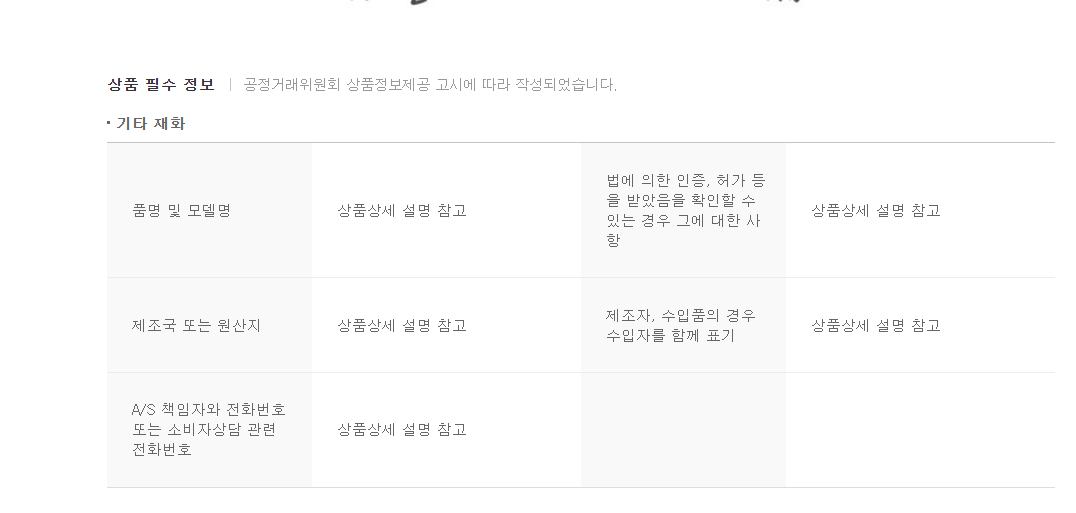 상품 필수 정보 | 공정거래위원회 상품정보제공 고시에 따라 작성되었습니다.
· 기타 재화
품명 및 모델명
상품상세 설명 참고
법에 의한 인증, 허가 등
을 받았음을 확인할 수
있는 경우 그에 대한 사
항
상품상세 설명 참고
제조국 또는 원산지
상품상세 설명 참고
제조자, 수입품의 경우
수입자를 함께 표기
상품상세 설명 참고
A/S 책임자와 전화번호
또는 소비자상담 관련
전화번호
상품상세 설명 참고